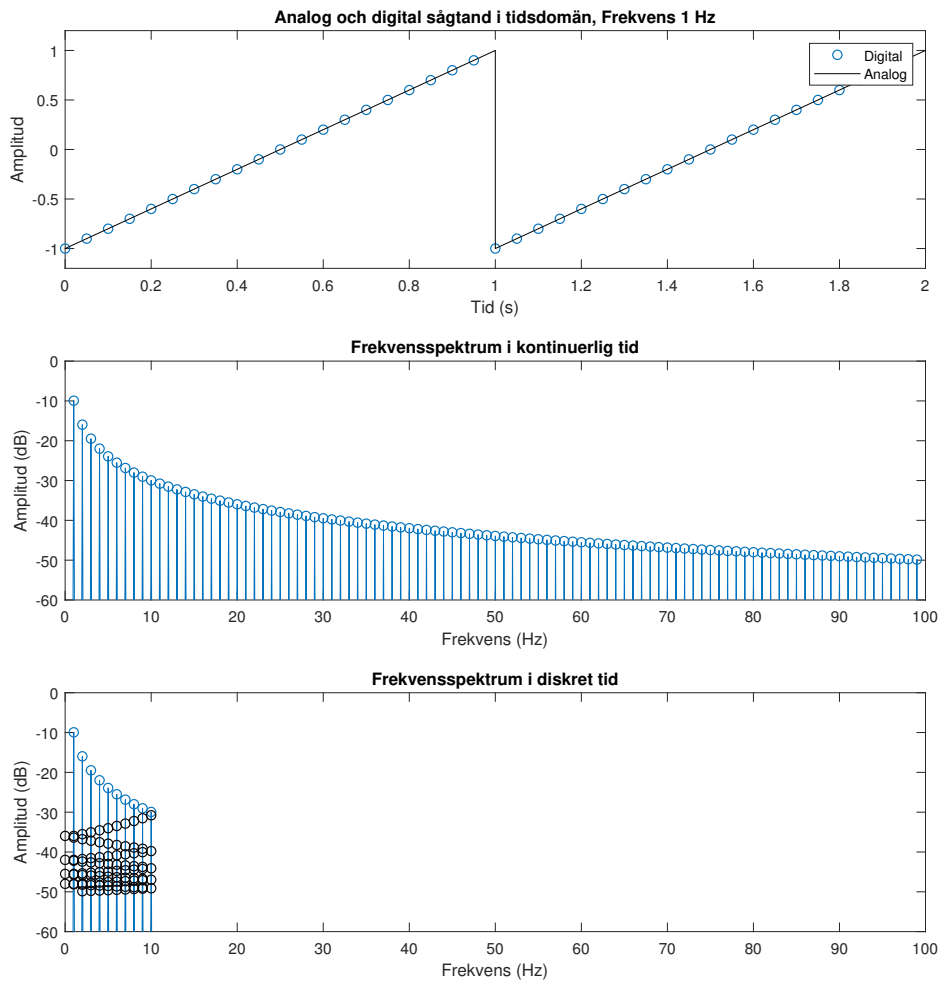 Analog och digital sågtand i tidsdomän, Frekvens 1 Hz
Amplitud
1
0.5
0
-0.5
-1
Digital
Analog
0 0.2 0.4 0.6 0.8 1 1.2 1.4 1.6 1.8 2
Tid (s)
Frekvensspektrum i kontinuerlig tid
Amplitud (dB)
0
-10
-20
-30
-40
-50
-60
0 10 20 30 40 50 60 70 80 90 100
Frekvens (Hz)
Frekvensspektrum i diskret tid
Amplitud (dB)
0
-10
-20
-30
-40
-50
-60
0 10 20 30 40 50 60 70 80 90 100
Frekvens (Hz)